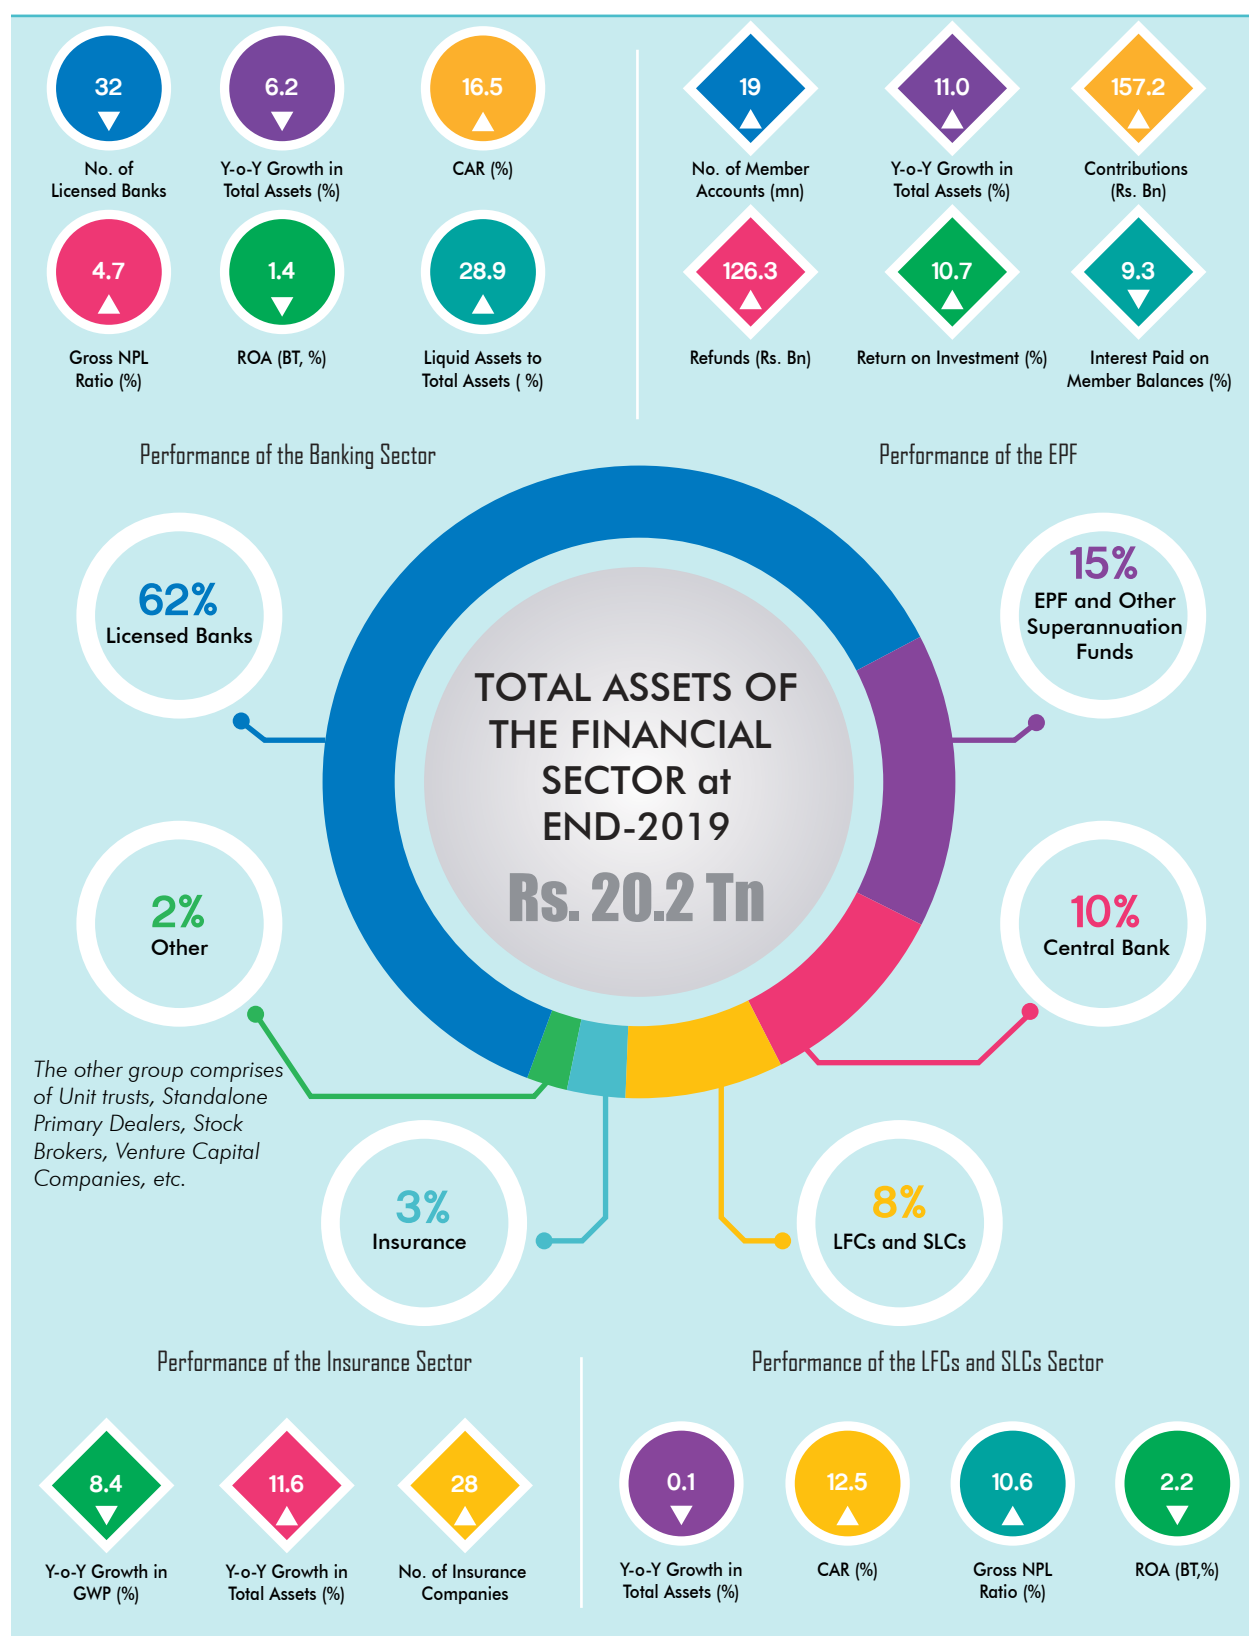 32
No. of
Licensed Banks
6.2
Y-o-Y Growth in
Total Assets (%)
16.5
CAR (%)
4.7
Gross NPL
Ratio (%)
1.4
ROA (BT, %)
28.9
Liquid Assets to
Total Assets ( %)
Performance of the Banking Sector
19
No. of Member
Accounts (mn)
11.0
Y-o-Y Growth in
Total Assets (%)
157.2
Contributions
(Rs. Bn)
126.3
Refunds (Rs. Bn)
10.7
Return on Investment (%)
9.3
Interest Paid on
Member Balances (%)
Performance of the EPF
62%
Licensed Banks
15%
EPF and Other
Superannuation
Funds
TOTAL ASSETS OF
THE FINANCIAL
SECTOR at
END-2019
Rs. 20.2 Tn
2%
Other
10%
Central Bank
The other group comprises
of Unit trusts, Standalone
Primary Dealers, Stock
Brokers, Venture Capital
Companies, etc.
3%
Insurance
8%
LFCs and SLCs
Performance of the Insurance Sector
8.4
Y-o-Y Growth in
GWP (%)
11.6
Y-o-Y Growth in
Total Assets (%)
28
No. of Insurance
Companies
Performance of the LFCs and SLCs Sector
0.1
Y-o-Y Growth in
Total Assets (%)
12.5
CAR (%)
10.6
Gross NPL
Ratio (%)
2.2
ROA (BT,%)